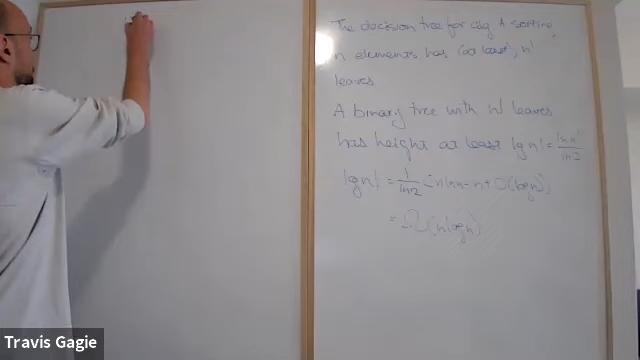 The decision tree for alg A sorting
n elements has (at least) n!
leaves
A binary tree with n! leaves
has height at least lg n! = ln n! / ln 2
lg n! = 1/ln 2 (n ln n - n + O(log n))
= Ω(n log n)
Travis Gagie